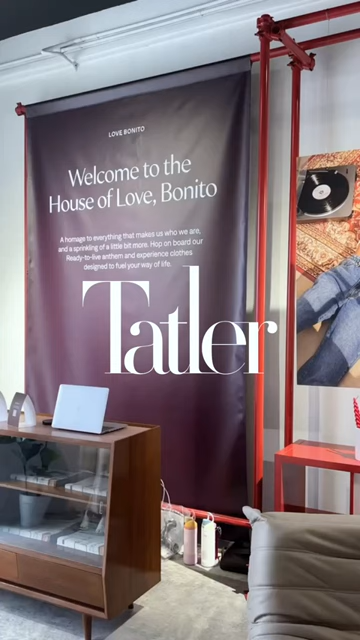 LOVE, BONITO
Welcome to the
House of Love, Bonito
A homage to everything that makes us who we are,
and a sprinkling of a little bit more. Hop on board our
Ready-to-live anthem and experience clothes
designed to fuel your way of life.
Tatler